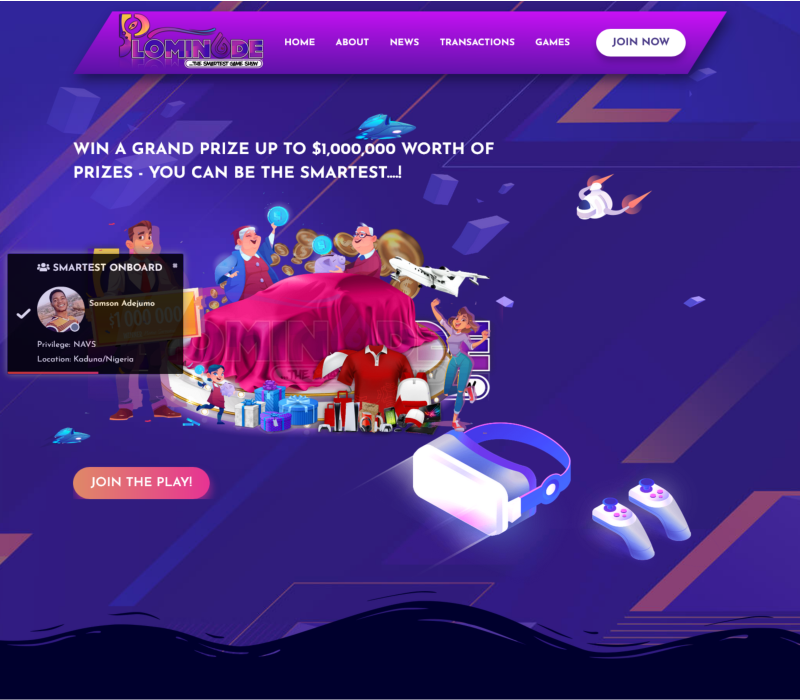 PLOMINODE
...THE SMARTEST GAME SHOW
HOME
ABOUT
NEWS
TRANSACTIONS
GAMES
JOIN NOW
WIN A GRAND PRIZE UP TO $1,000,000 WORTH OF
PRIZES - YOU CAN BE THE SMARTEST....!
SMARTEST ONBOARD
Samson Adejumo
$1 000 000
Privilege: NAVS
Location: Kaduna/Nigeria
JOIN THE PLAY!